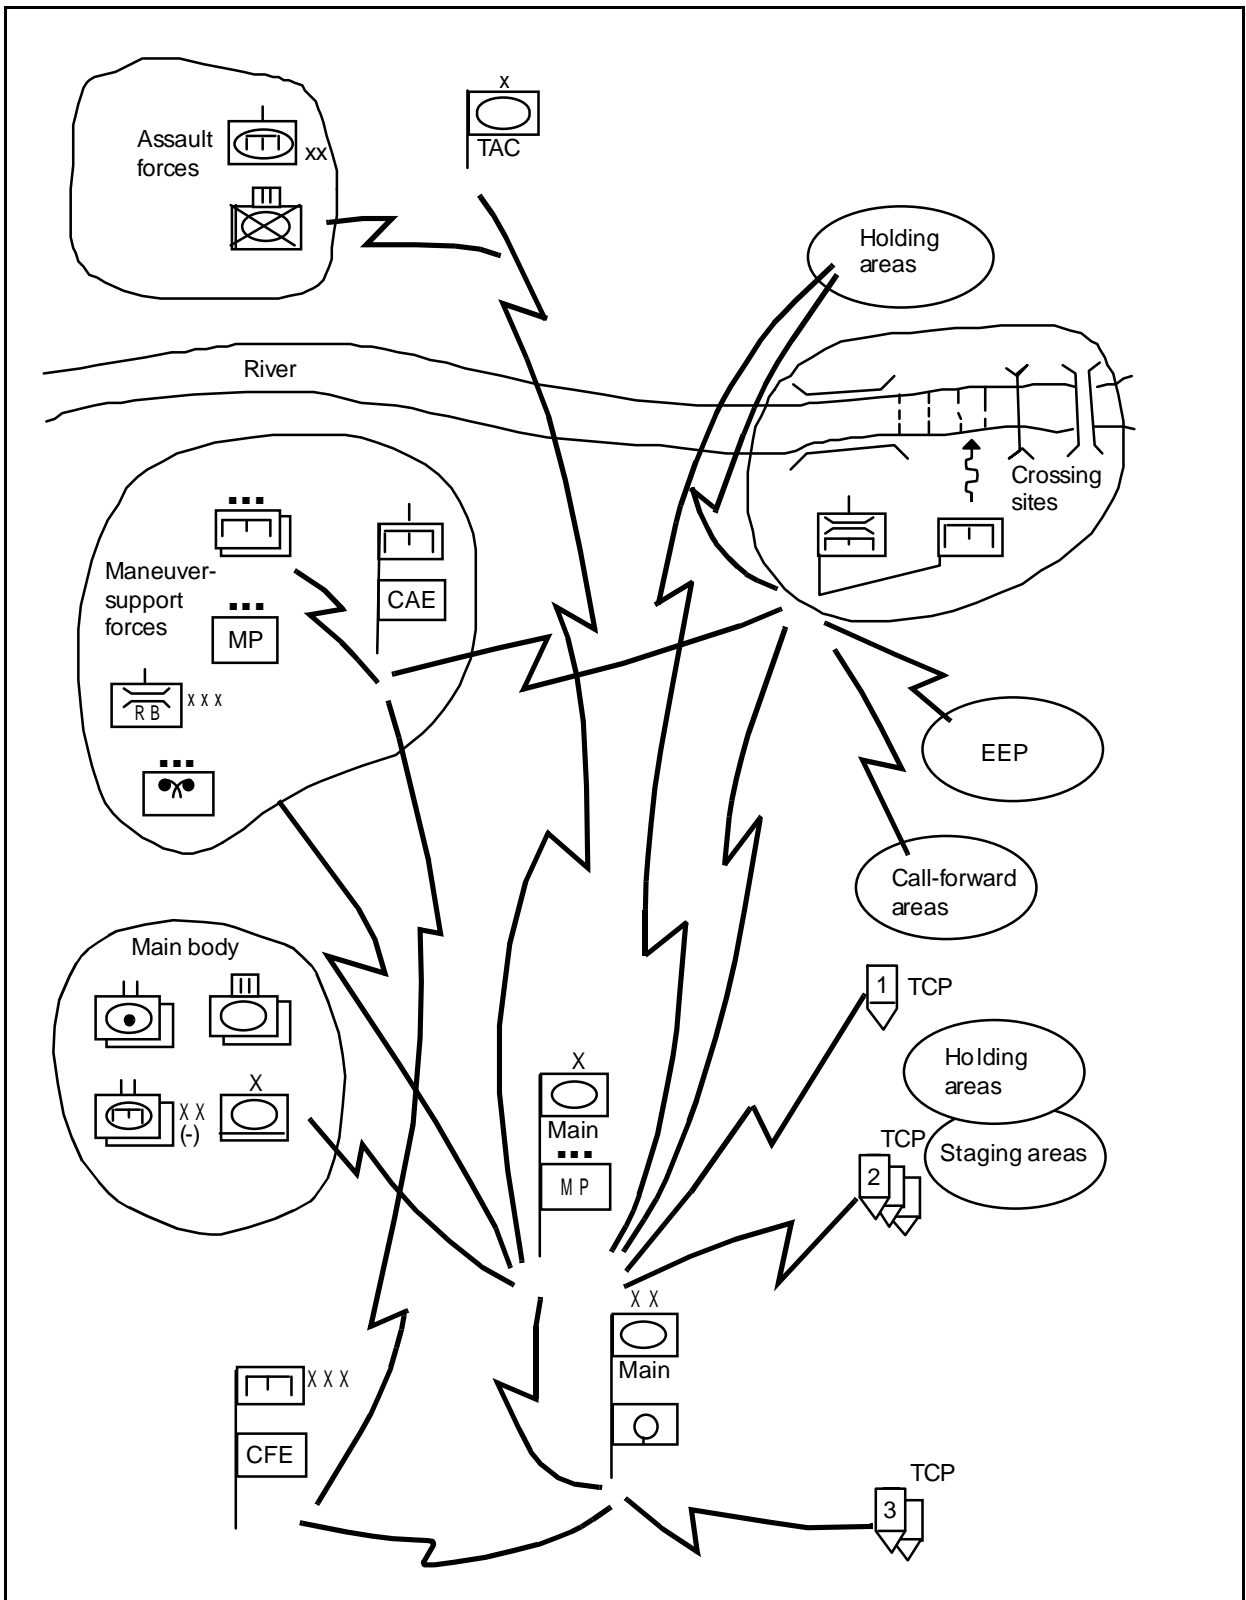 x
TAC
Assault
forces
xx
Holding
areas
River
Crossing
sites
Maneuver-
support
forces
CAE
MP
RB
XXX
EEP
Call-forward
areas
Main body
1
TCP
Holding
areas
X
X
XX
(-)
Main
TCP
Staging areas
2
MP
XX
Main
XXX
CFE
TCP
3